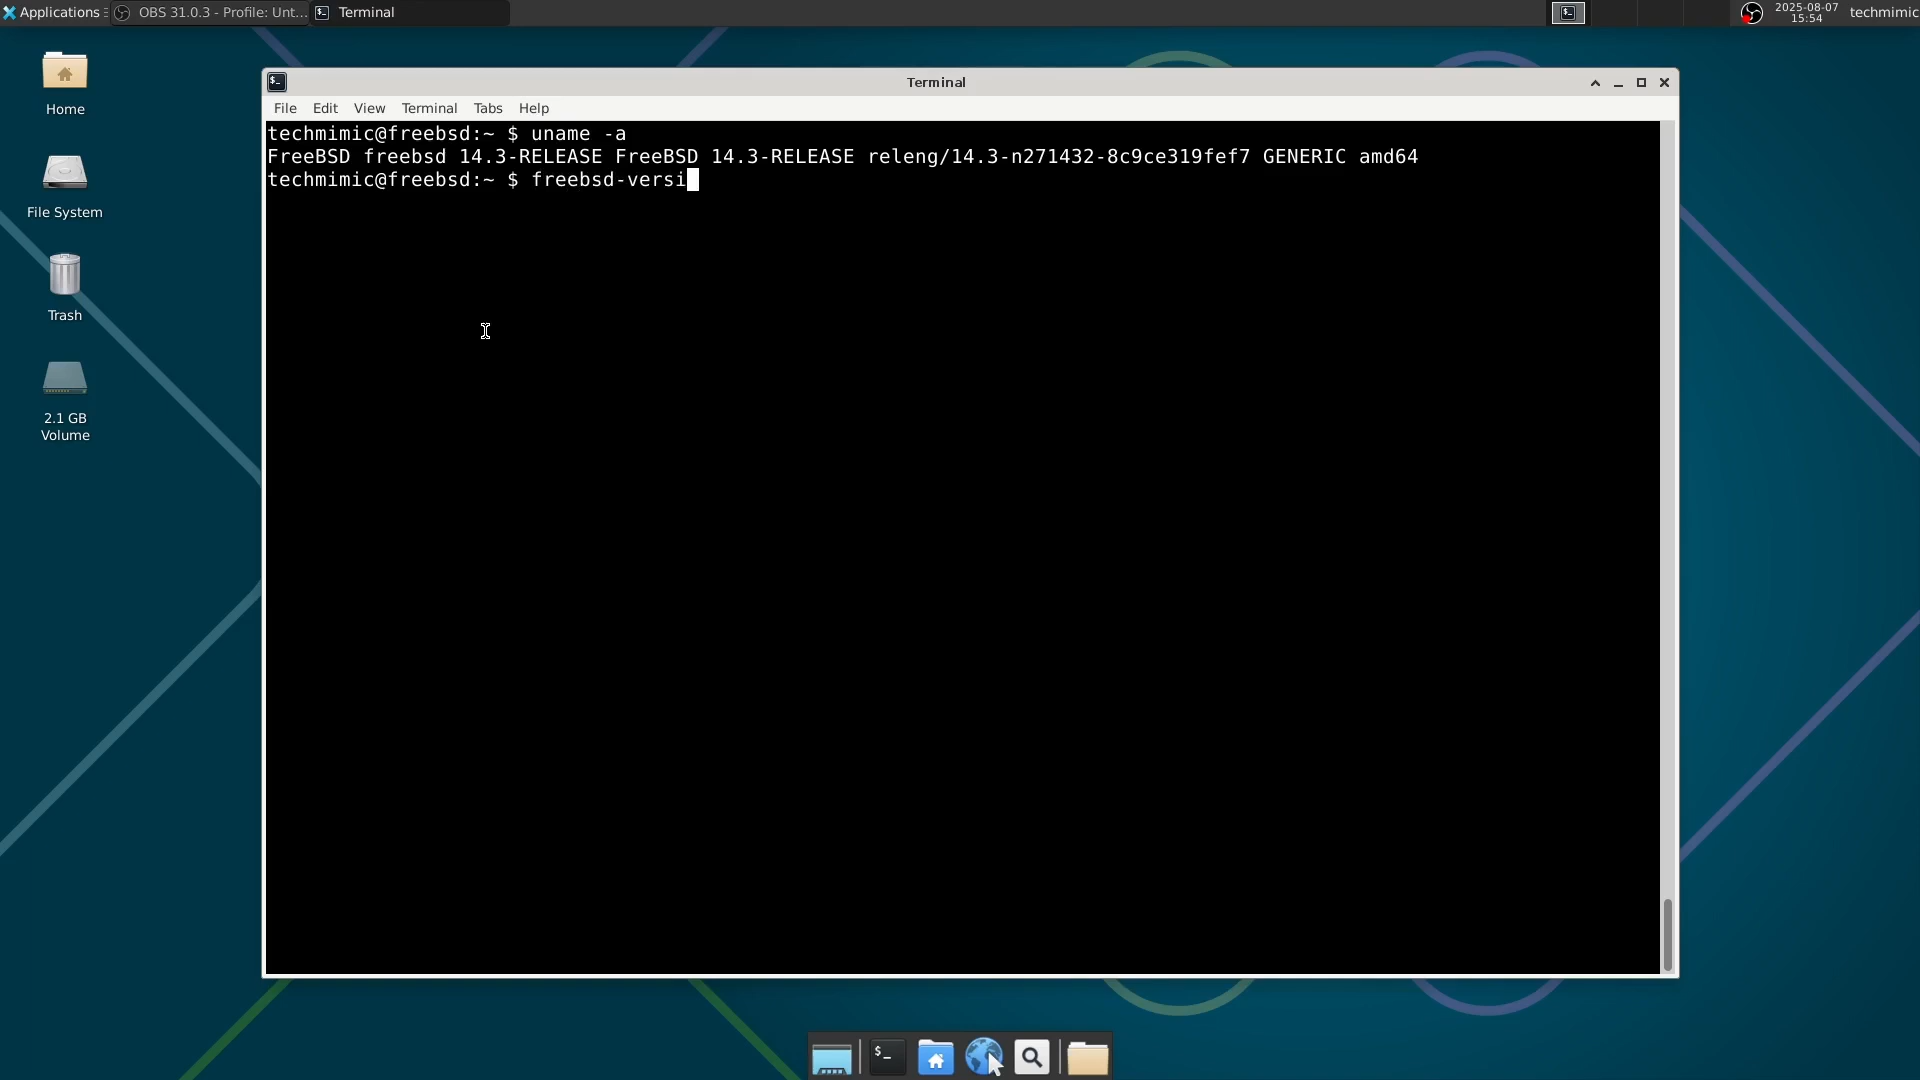 Applications
OBS 31.0.3 - Profile: Unt...
Terminal
2025-08-07
15:54
techmimic
Home
File System
Trash
2.1 GB
Volume
Terminal
File Edit View Terminal Tabs Help
techmimic@freebsd:~ $ uname -a
FreeBSD freebsd 14.3-RELEASE FreeBSD 14.3-RELEASE releng/14.3-n271432-8c9ce319fef7 GENERIC amd64
techmimic@freebsd:~ $ freebsd-versi